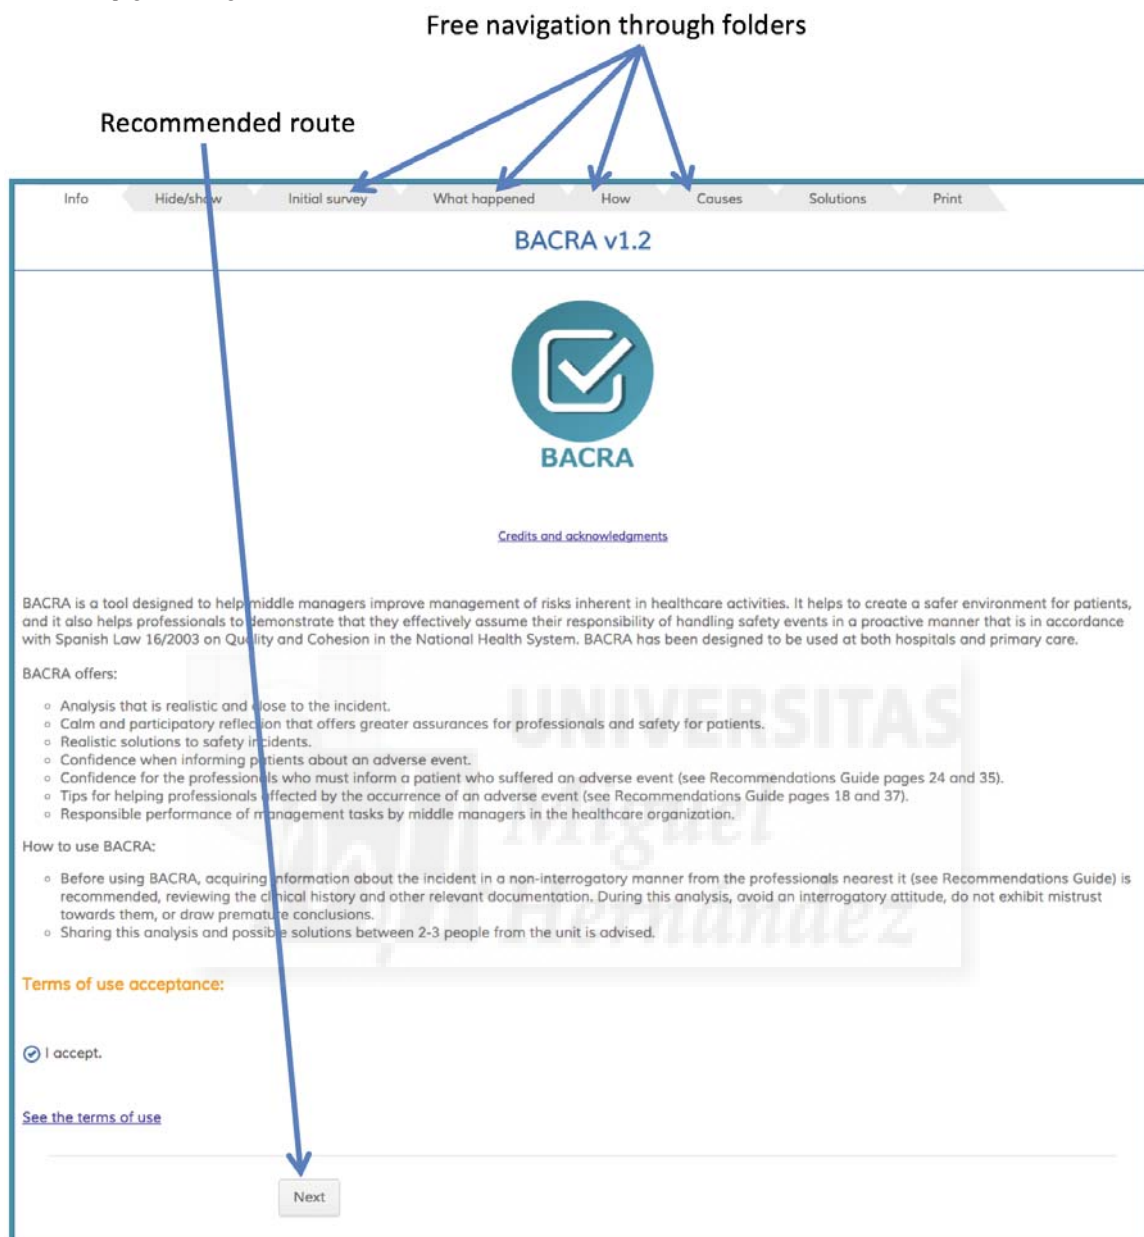 Free navigation through folders
Recommended route
Info Hide/show Initial survey What happened How Causes Solutions Print
BACRA v1.2
BACRA
Credits and acknowledgments
BACRA is a tool designed to help middle managers improve management of risks inherent in healthcare activities. It helps to create a safer environment for patients,
and it also helps professionals to demonstrate that they effectively assume their responsibility of handling safety events in a proactive manner that is in accordance
with Spanish Law 16/2003 on Quality and Cohesion in the National Health System. BACRA has been designed to be used at both hospitals and primary care.
BACRA offers:
Analysis that is realistic and close to the incident.
Calm and participatory reflection that offers greater assurances for professionals and safety for patients.
Realistic solutions to safety incidents.
Confidence when informing patients about an adverse event.
Confidence for the professionals who must inform a patient who suffered an adverse event (see Recommendations Guide pages 24 and 35).
Tips for helping professionals affected by the occurrence of an adverse event (see Recommendations Guide pages 18 and 37).
Responsible performance of management tasks by middle managers in the healthcare organization.
How to use BACRA:
Before using BACRA, acquiring information about the incident in a non-interrogatory manner from the professionals nearest it (see Recommendations Guide) is
recommended, reviewing the clinical history and other relevant documentation. During this analysis, avoid an interrogatory attitude, do not exhibit mistrust
towards them, or draw premature conclusions.
Sharing this analysis and possible solutions between 2-3 people from the unit is advised.
UNIVERSITAS
Miguel
Hernández
Terms of use acceptance:
I accept.
See the terms of use
Next